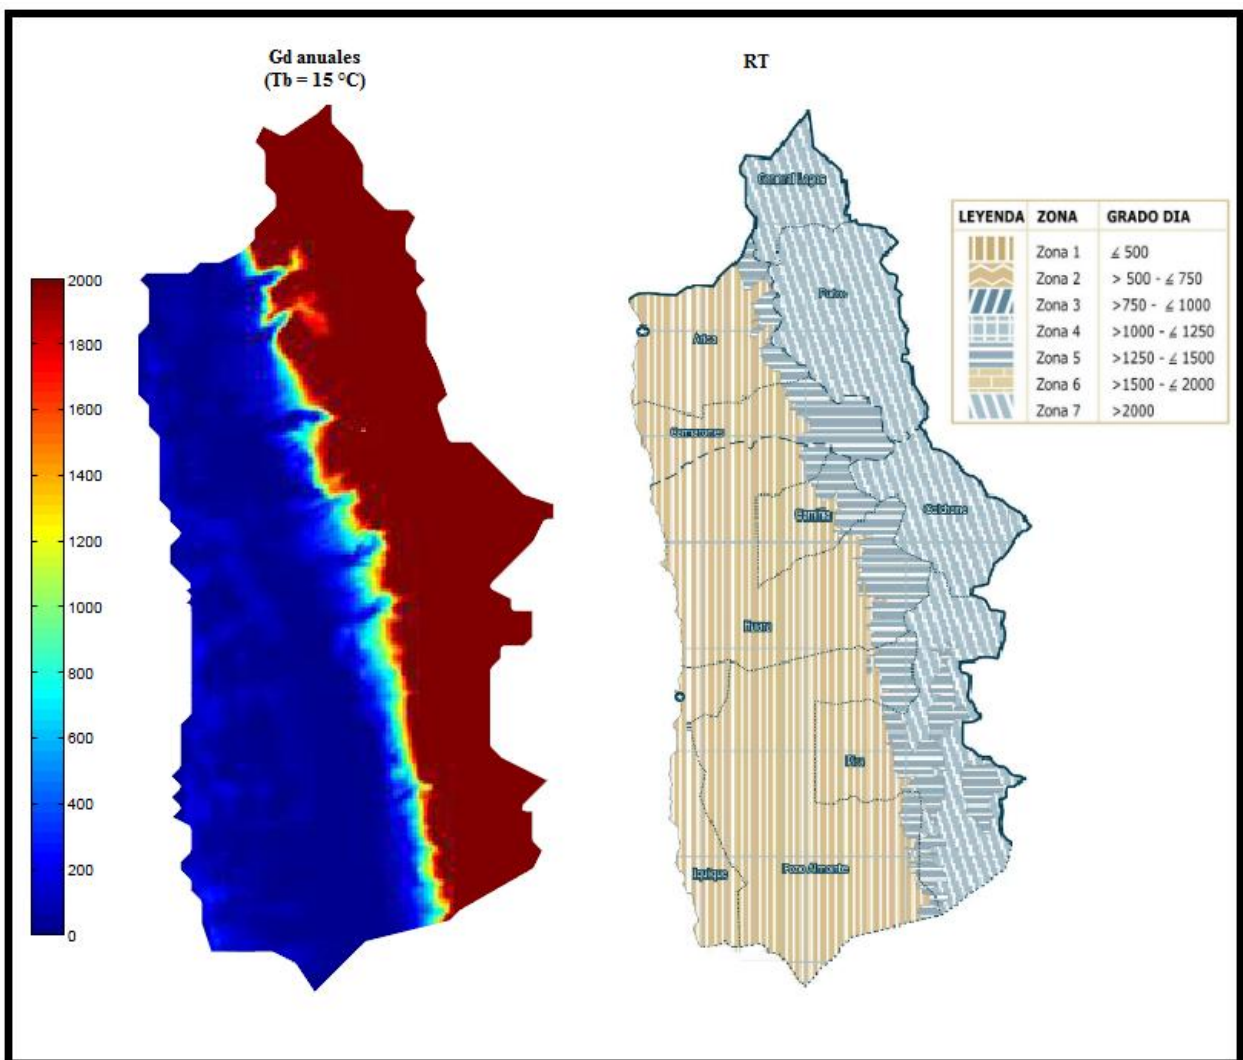 Gd anuales
(Tb = 15 °C)
RT
General Lagos
LEYENDA ZONA GRADO DIA
Zona 1 ≤ 500
Zona 2 > 500 - ≤ 750
Zona 3 >750 - ≤ 1000
Zona 4 >1000 - ≤ 1250
Zona 5 >1250 - ≤ 1500
Zona 6 >1500 - ≤ 2000
Zona 7 >2000
2000
1800
1600
1400
1200
1000
800
600
400
200
0
Putre
Arica
Camarones
Colchane
Camiña
Huara
Pica
Iquique
Pozo Almonte